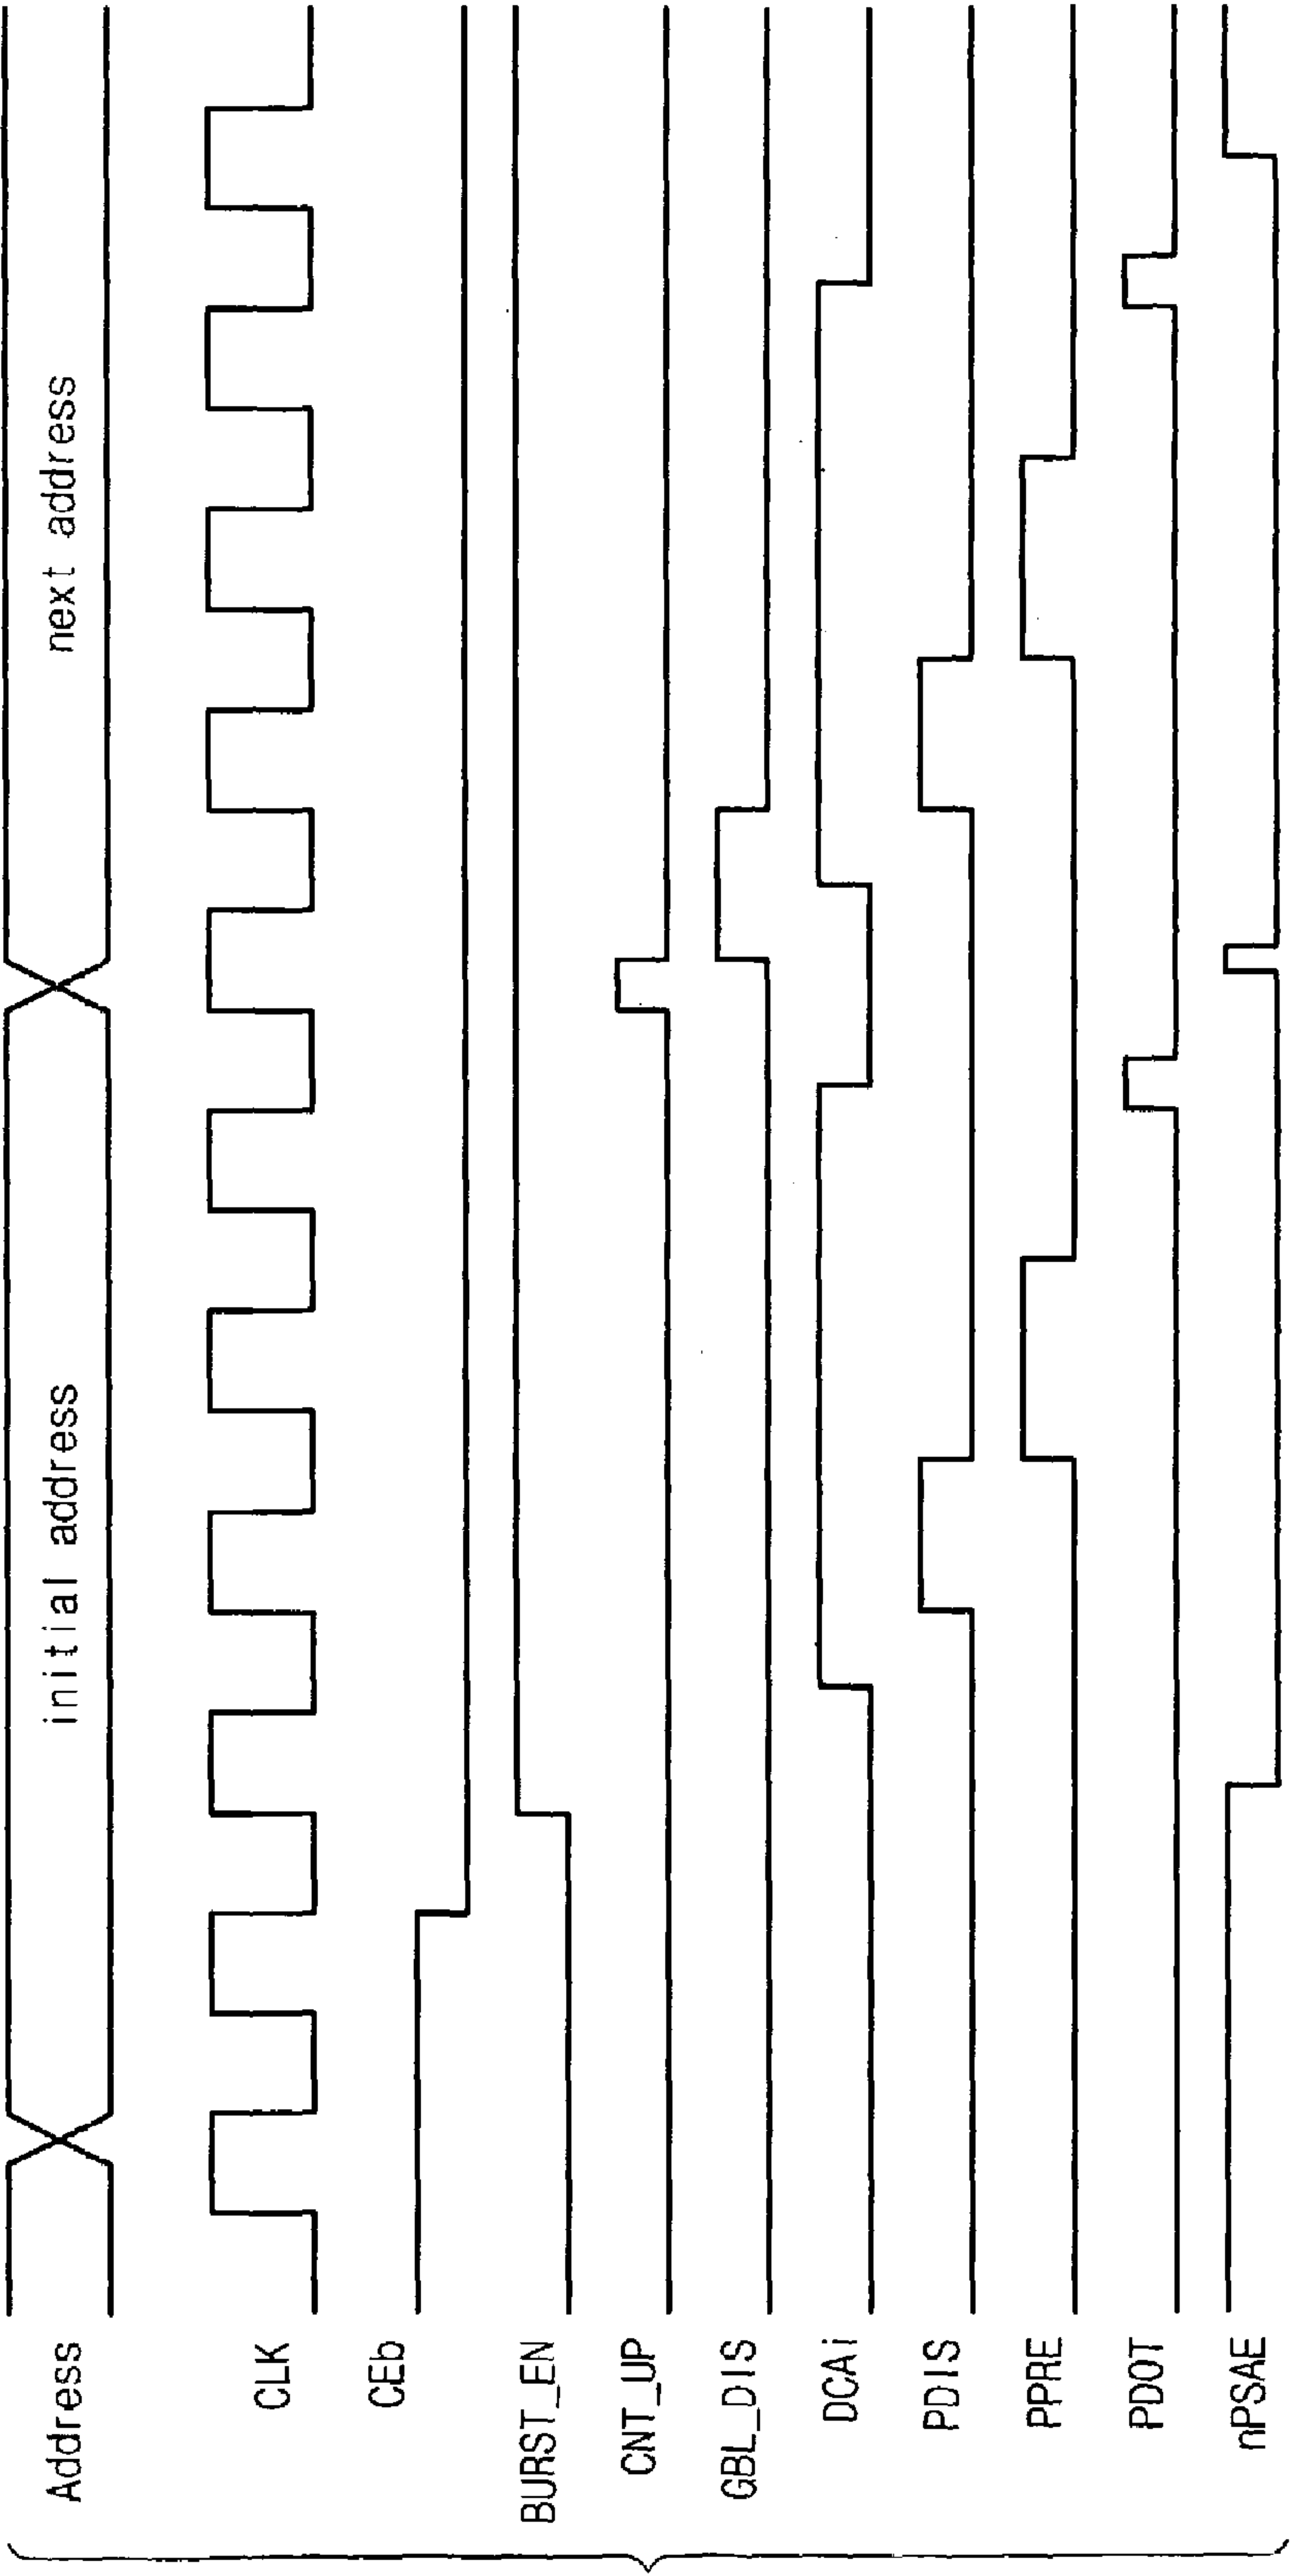 Address
initial address
next address
CLK
CEb
BURST_EN
CNT_UP
GBL_DIS
DCAi
PDIS
PPRE
PDOT
nPSAE